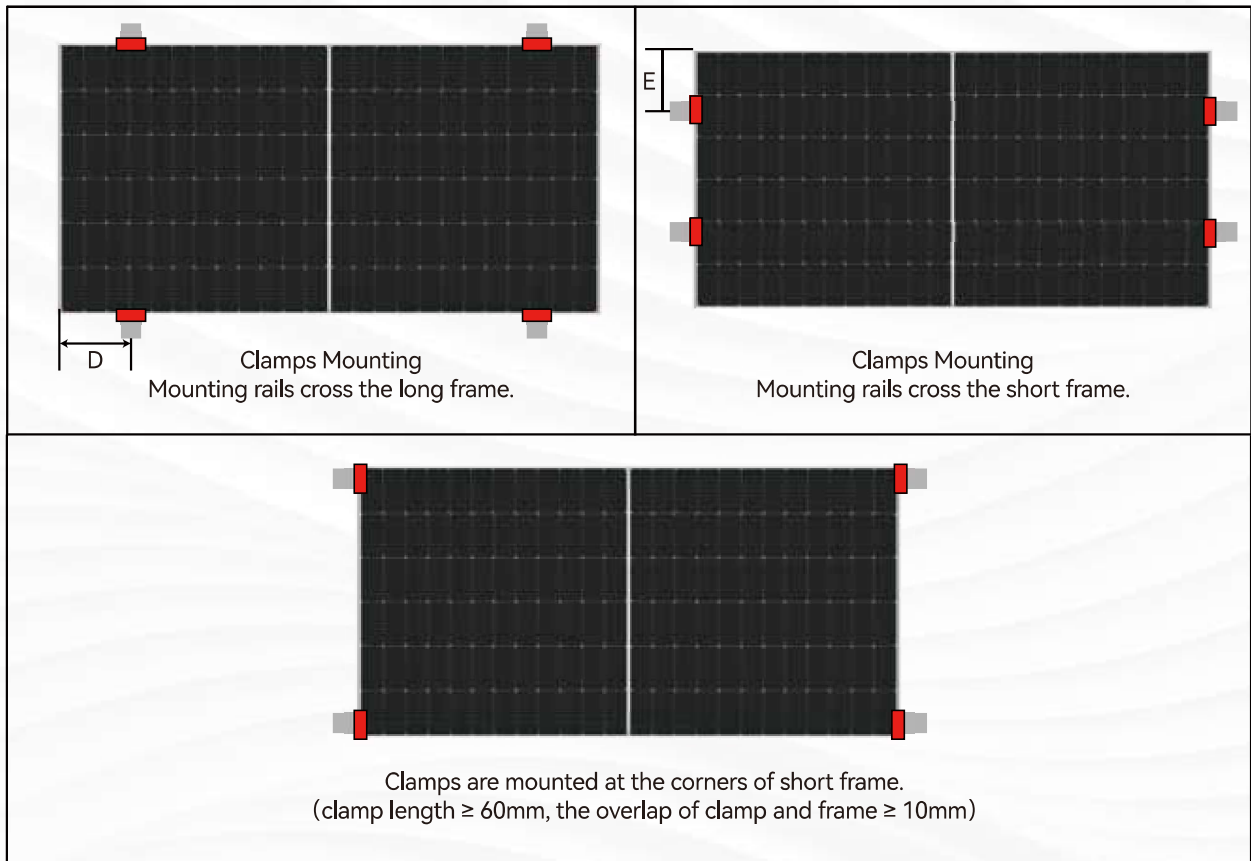 E
D
Clamps Mounting
Mounting rails cross the long frame.
Clamps Mounting
Mounting rails cross the short frame.
Clamps are mounted at the corners of short frame.
(clamp length ≥ 60mm, the overlap of clamp and frame ≥ 10mm)